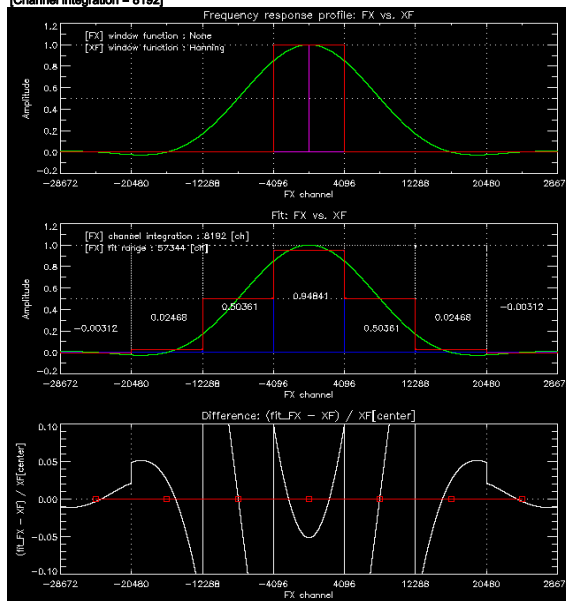 [Channel integration = 8192]
Frequency response profile: FX vs. XF
[FX] window function : None
[XF] window function : Hanning
Amplitude
1.2
1.0
0.8
0.6
0.4
0.2
0.0
−0.2
−28672 −20480 −12288 −4096 4096 12288 20480 2867
FX channel
Fit: FX vs. XF
[FX] channel integration : 8192 [ch]
[FX] fit range : 57344 [ch]
Amplitude
1.2
1.0
0.8
0.6
0.4
0.2
0.0
−0.2
−0.00312 0.02468 0.50361 0.94841 0.50361 0.02468 −0.00312
−28672 −20480 −12288 −4096 4096 12288 20480 2867
FX channel
Difference: (fit_FX − XF) / XF[center]
(fit_FX − XF) / XF[center]
0.10
0.05
0.00
−0.05
−0.10
−28672 −20480 −12288 −4096 4096 12288 20480 2867
FX channel